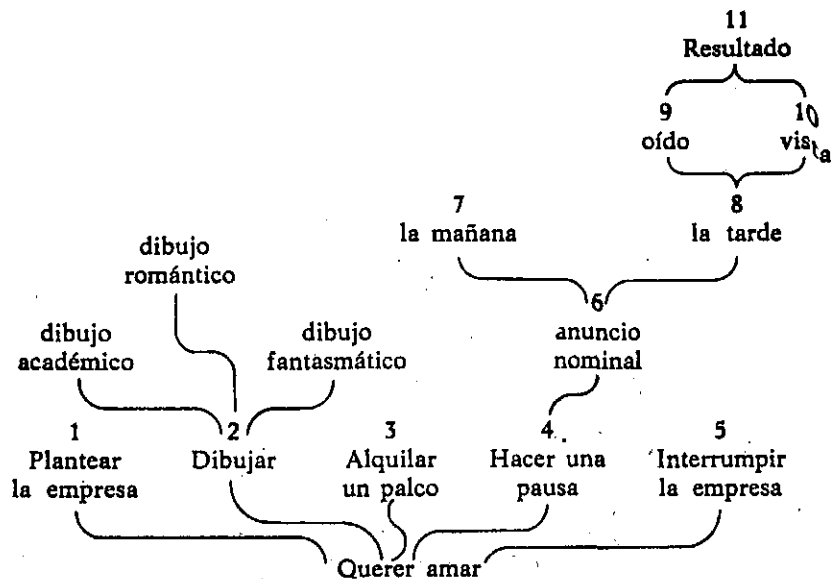 11
Resultado
9 10
oído vista
7 8
la mañana la tarde
dibujo
romántico
6
dibujo dibujo anuncio
académico fantasmático nominal
1 2 3 4 5
Plantear Dibujar Alquilar Hacer una Interrumpir
la empresa un palco pausa la empresa
Querer amar